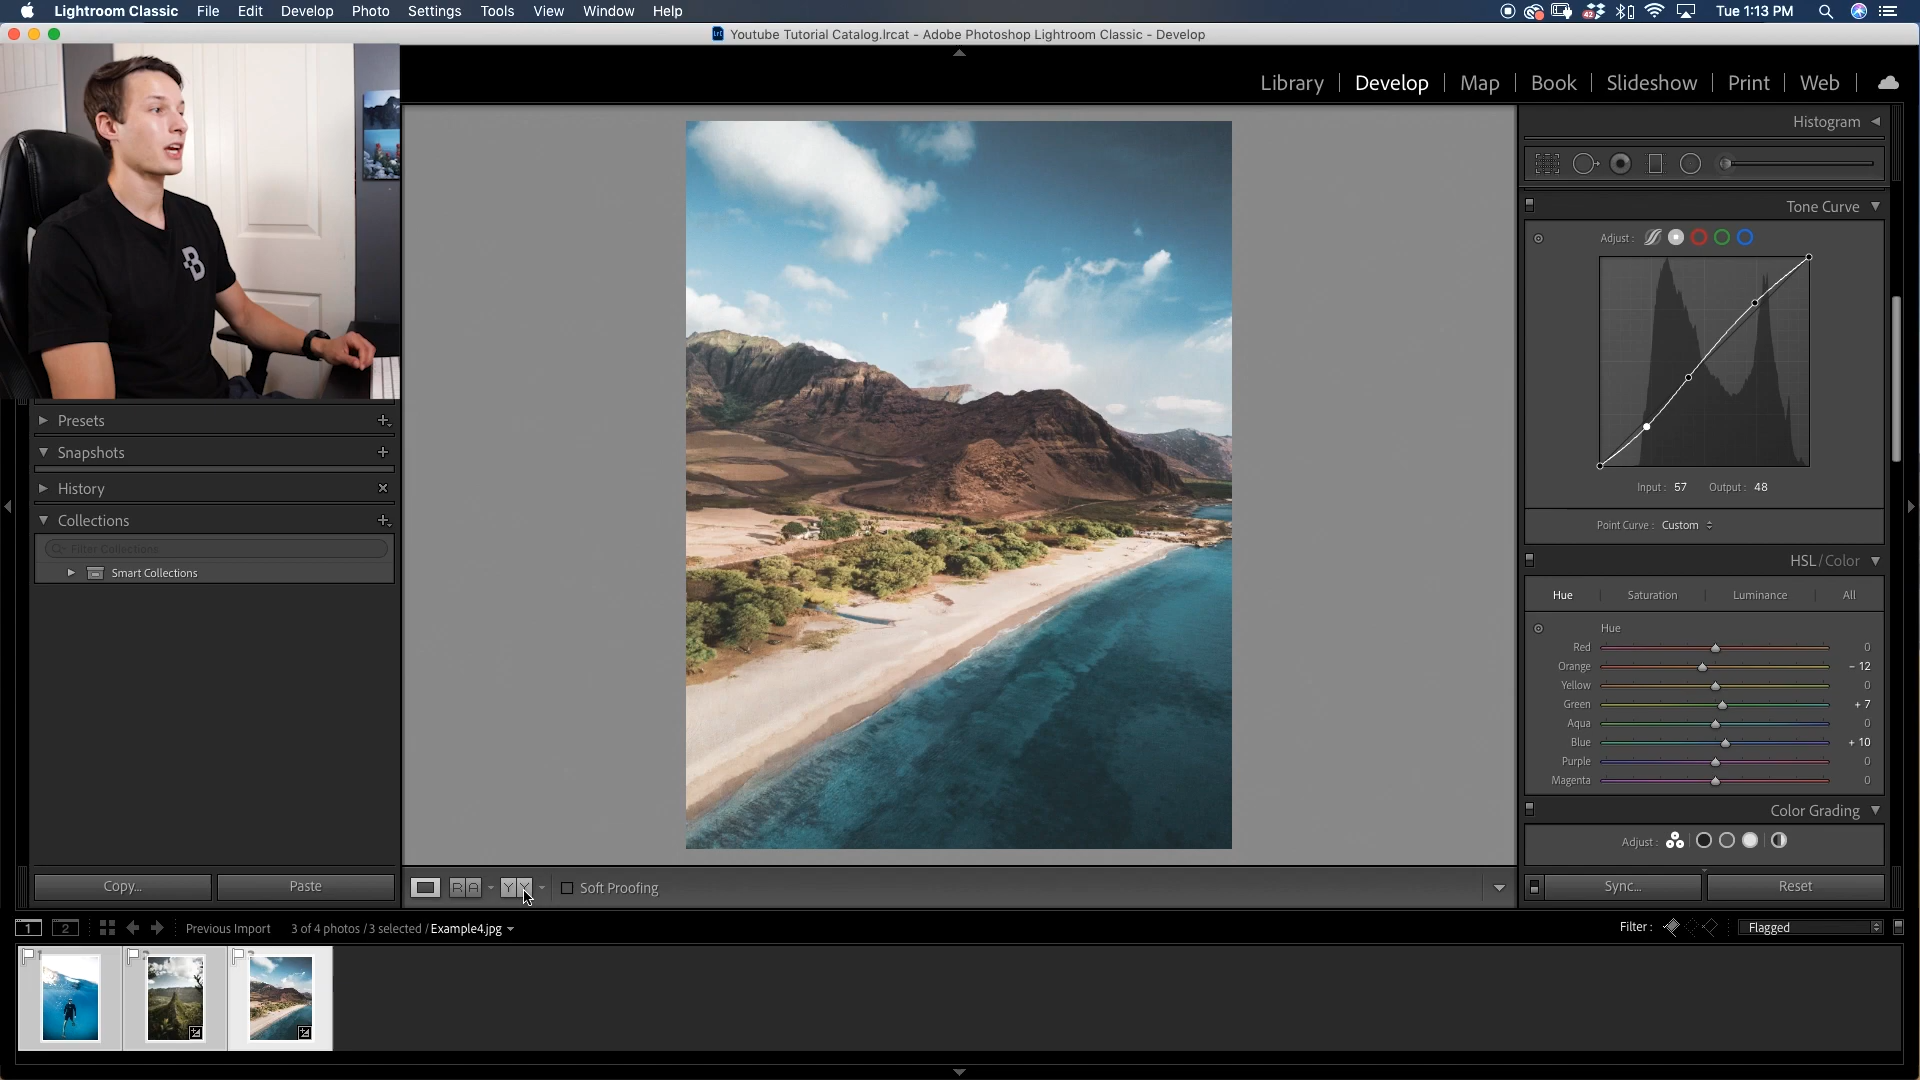 Lightroom Classic File Edit Develop Photo Settings Tools View Window Help
42 Tue 1:13 PM
Youtube Tutorial Catalog.lrcat - Adobe Photoshop Lightroom Classic - Develop
Library Develop Map Book Slideshow Print Web
Histogram
Tone Curve
Adjust :
Input : 57 Output : 48
Point Curve : Custom
HSL / Color
Hue Saturation Luminance All
Hue
Red 0
Orange - 12
Yellow 0
Green + 7
Aqua 0
Blue + 10
Purple 0
Magenta 0
Color Grading
Adjust :
Sync... Reset
B
Presets
Snapshots
History
Collections
Filter Collections
Smart Collections
Copy... Paste
R A Y Y Soft Proofing
1 2 Previous Import 3 of 4 photos / 3 selected / Example4.jpg
Filter : Flagged